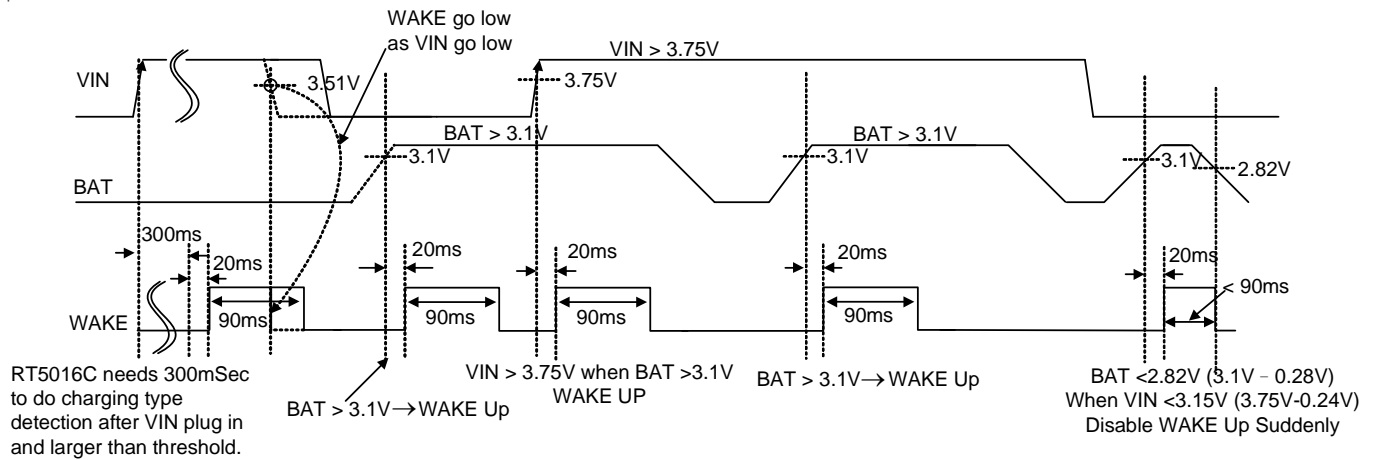 WAKE go low
as VIN go low
VIN > 3.75V
VIN
3.51V
3.75V
BAT > 3.1V
BAT > 3.1V
3.1V
3.1V
3.1V
2.82V
BAT
300ms
20ms
20ms
20ms
20ms
20ms
< 90ms
WAKE
90ms
90ms
90ms
90ms
RT5016C needs 300mSec
to do charging type
detection after VIN plug in
and larger than threshold.
BAT > 3.1V→WAKE Up
VIN > 3.75V when BAT >3.1V
WAKE UP
BAT > 3.1V→WAKE Up
BAT <2.82V (3.1V – 0.28V)
When VIN <3.15V (3.75V-0.24V)
Disable WAKE Up Suddenly